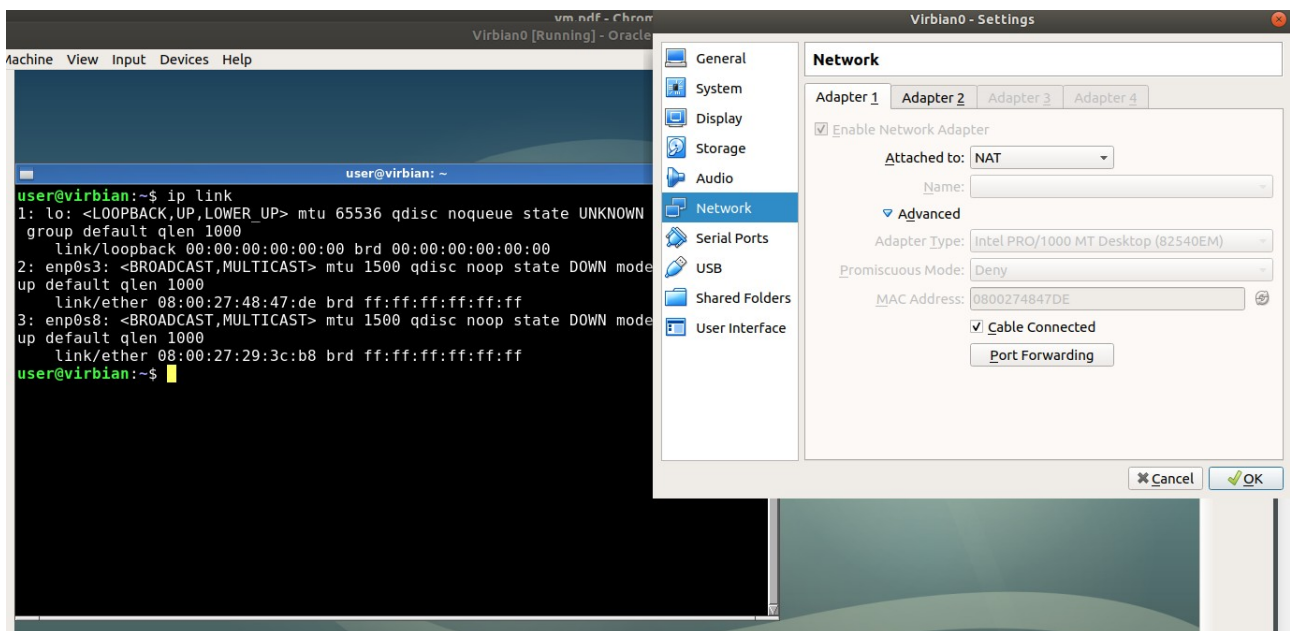 vm.pdf - Chrom
Virbian0 [Running] - Oracle
Machine View Input Devices Help
user@virbian: ~
user@virbian:~$ ip link
1: lo: <LOOPBACK,UP,LOWER_UP> mtu 65536 qdisc noqueue state UNKNOWN
group default qlen 1000
link/loopback 00:00:00:00:00:00 brd 00:00:00:00:00:00
2: enp0s3: <BROADCAST,MULTICAST> mtu 1500 qdisc noop state DOWN mode
up default qlen 1000
link/ether 08:00:27:48:47:de brd ff:ff:ff:ff:ff:ff
3: enp0s8: <BROADCAST,MULTICAST> mtu 1500 qdisc noop state DOWN mode
up default qlen 1000
link/ether 08:00:27:29:3c:b8 brd ff:ff:ff:ff:ff:ff
user@virbian:~$
Virbian0 - Settings
General
System
Display
Storage
Audio
Network
Serial Ports
USB
Shared Folders
User Interface
Network
Adapter 1 Adapter 2 Adapter 3 Adapter 4
Enable Network Adapter
Attached to: NAT
Name:
Advanced
Adapter Type: Intel PRO/1000 MT Desktop (82540EM)
Promiscuous Mode: Deny
MAC Address: 0800274847DE
Cable Connected
Port Forwarding
Cancel OK